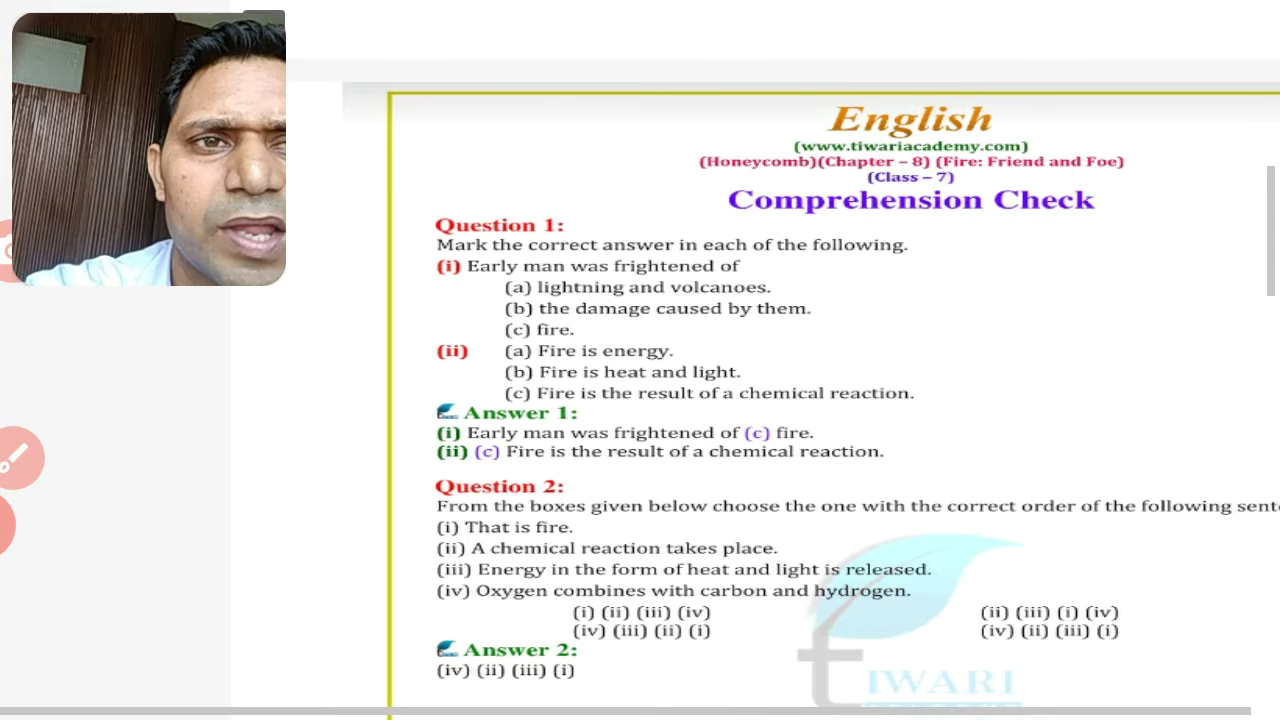 English
(www.tiwariacademy.com)
(Honeycomb)(Chapter – 8) (Fire: Friend and Foe)
(Class – 7)
Comprehension Check
Question 1:
Mark the correct answer in each of the following.
(i) Early man was frightened of
(a) lightning and volcanoes.
(b) the damage caused by them.
(c) fire.
(ii) (a) Fire is energy.
(b) Fire is heat and light.
(c) Fire is the result of a chemical reaction.
Answer 1:
(i) Early man was frightened of (c) fire.
(ii) (c) Fire is the result of a chemical reaction.
Question 2:
From the boxes given below choose the one with the correct order of the following sent
(i) That is fire.
(ii) A chemical reaction takes place.
(iii) Energy in the form of heat and light is released.
(iv) Oxygen combines with carbon and hydrogen.
(i) (ii) (iii) (iv) (ii) (iii) (i) (iv)
(iv) (iii) (ii) (i) (iv) (ii) (iii) (i)
Answer 2:
(iv) (ii) (iii) (i)
TIWARI